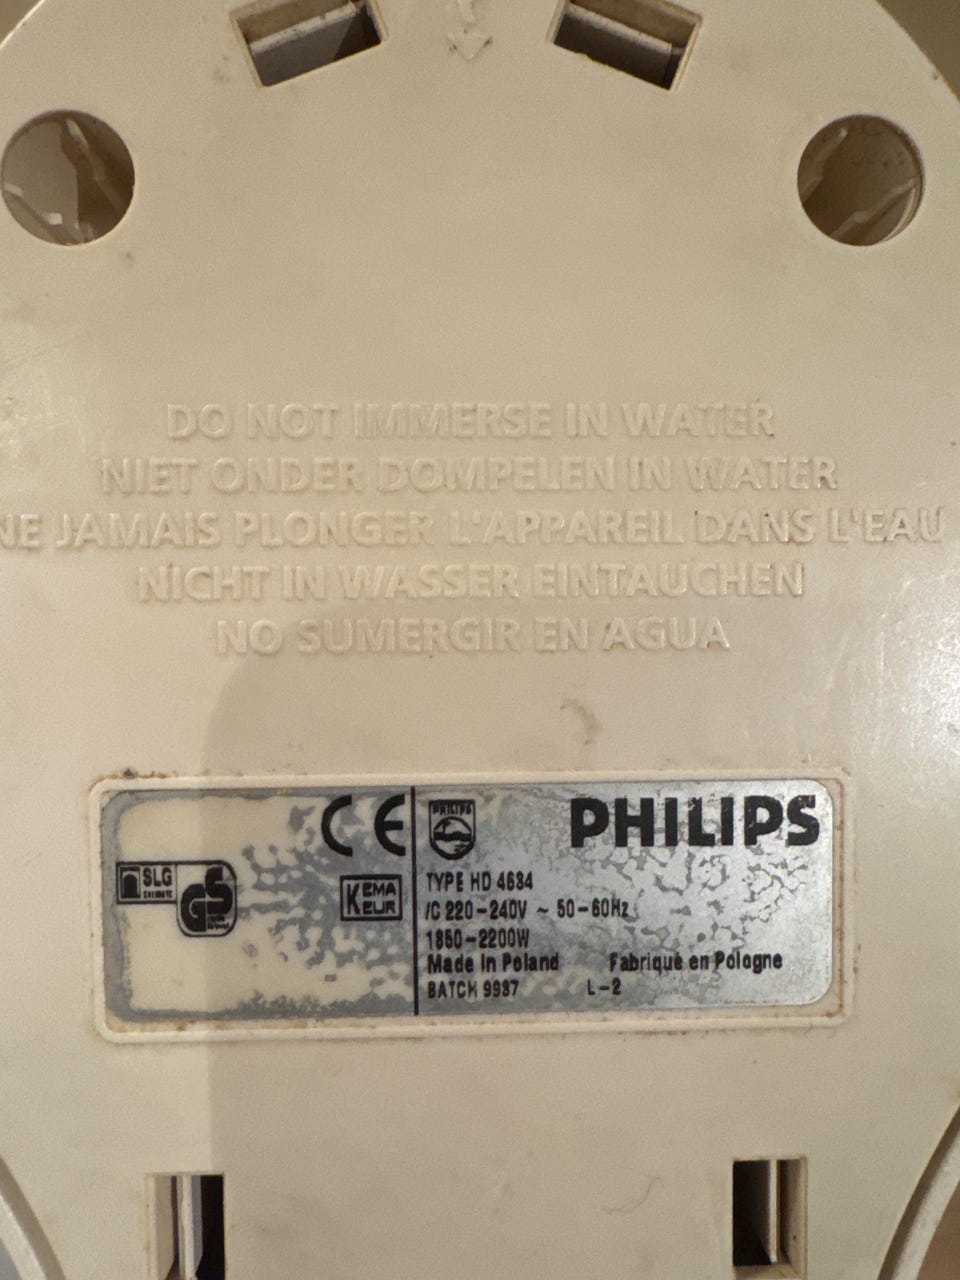 DO NOT IMMERSE IN WATER
NIET ONDER DOMPELEN IN WATER
NE JAMAIS PLONGER L'APPAREIL DANS L'EAU
NICHT IN WASSER EINTAUCHEN
NO SUMERGIR EN AGUA
CE
SLG
GS
KEMA
KEUR
PHILIPS
PHILIPS
TYPE HD 4634
/C 220-240V ~ 50-60Hz
1850-2200W
Made in Poland Fabriqué en Pologne
BATCH 9937 L-2